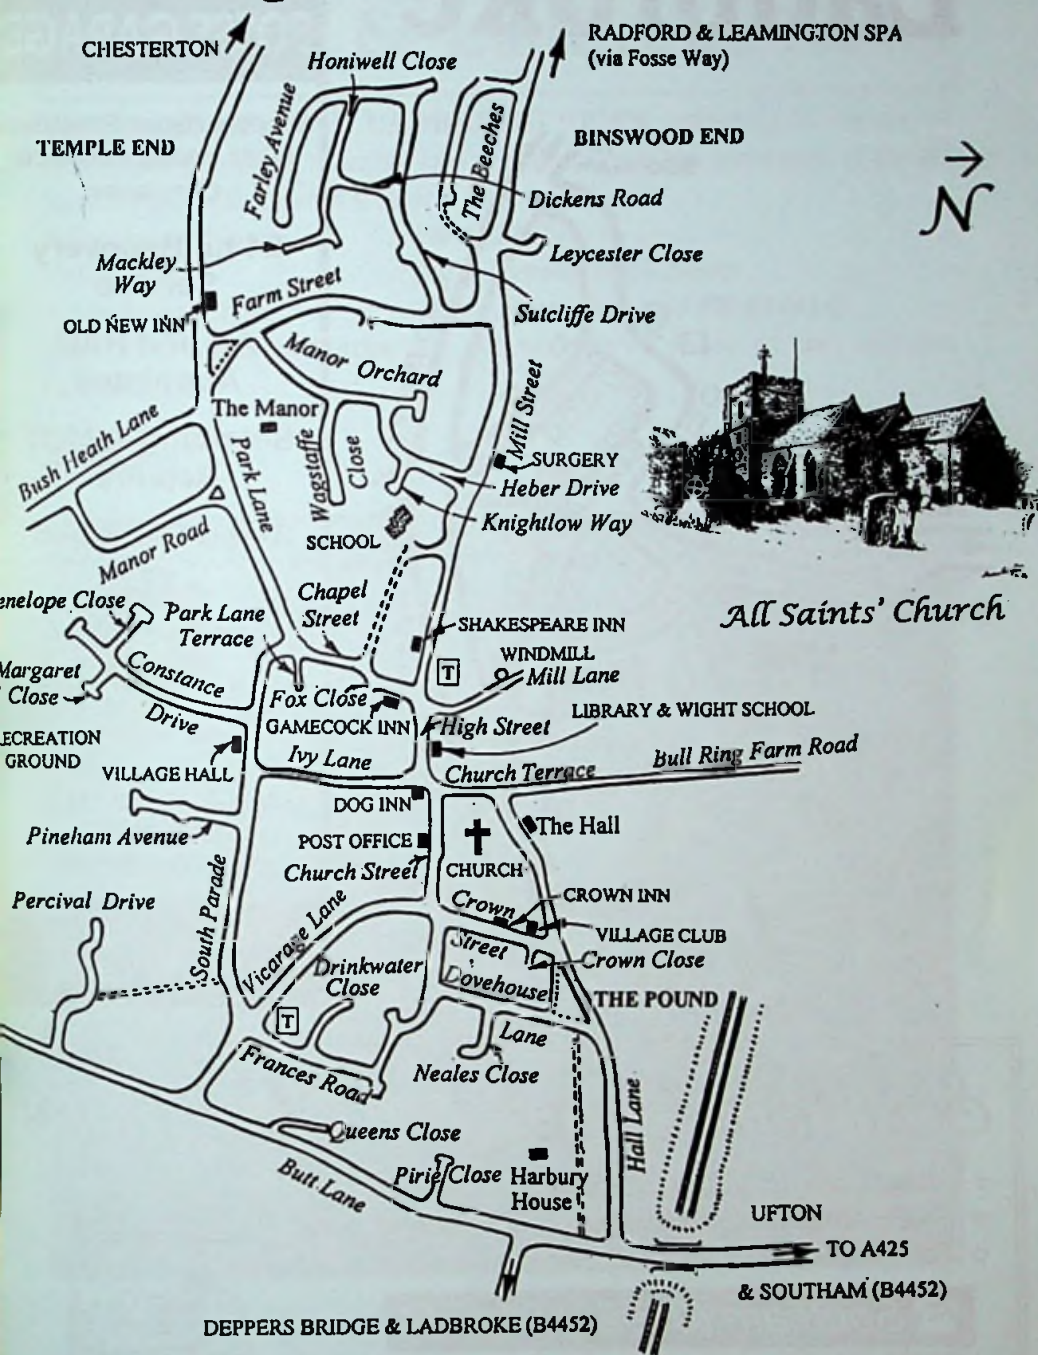 CHESTERTON
RADFORD & LEAMINGTON SPA
(via Fosse Way)
Honiwell Close
Farley Avenue
TEMPLE END
The Beeches
BINSWOOD END
N
Dickens Road
Mackley
Way
Leycester Close
Farm Street
Sutcliffe Drive
OLD NEW INN
Manor Orchard
Mill Street
Bush Heath Lane
The Manor
Park Lane
Wagstaffe
Close
SURGERY
Heber Drive
Knightlow Way
SCHOOL
Manor Road
Chapel
Street
enelope Close
Park Lane
Terrace
SHAKESPEARE INN
All Saints' Church
WINDMILL
T
Mill Lane
Margaret
Close
Constance
Drive
Fox Close
GAMECOCK INN
High Street
LIBRARY & WIGHT SCHOOL
ECREATION
GROUND
VILLAGE HALL
Ivy Lane
Church Terrace
Bull Ring Farm Road
DOG INN
Pineham Avenue
POST OFFICE
The Hall
Church Street
CHURCH
Percival Drive
South Parade
Vicarage Lane
Crown
Street
CROWN INN
VILLAGE CLUB
Crown Close
Drinkwater
Close
Dovehouse
Lane
THE POUND
T
Frances Road
Neales Close
Hall Lane
Queens Close
Butt Lane
Pirie Close
Harbury
House
UFTON
TO A425
& SOUTHAM (B4452)
DEPPERS BRIDGE & LADBROKE (B4452)